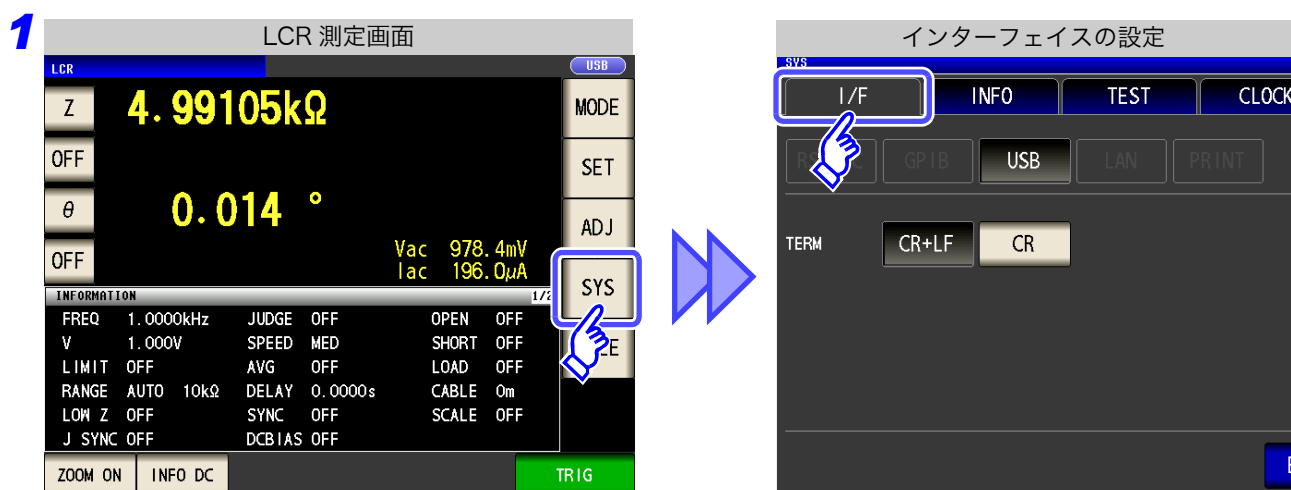 1
LCR 測定画面
LCR USB
Z 4.99105kΩ MODE
OFF SET
θ 0.014 ° ADJ
OFF Vac 978.4mV
Iac 196.0μA
SYS
INFORMATION 1/2
FREQ 1.0000kHz JUDGE OFF OPEN OFF
V 1.000V SPEED MED SHORT OFF
LIMIT OFF AVG OFF LOAD OFF
RANGE AUTO 10kΩ DELAY 0.0000s CABLE 0m
LOW Z OFF SYNC OFF SCALE OFF
J SYNC OFF DCBIAS OFF
ZOOM ON INFO DC TRIG
インターフェイスの設定
SYS
I/F INFO TEST CLOCK
GPIB USB LAN PRINT
TERM CR+LF CR